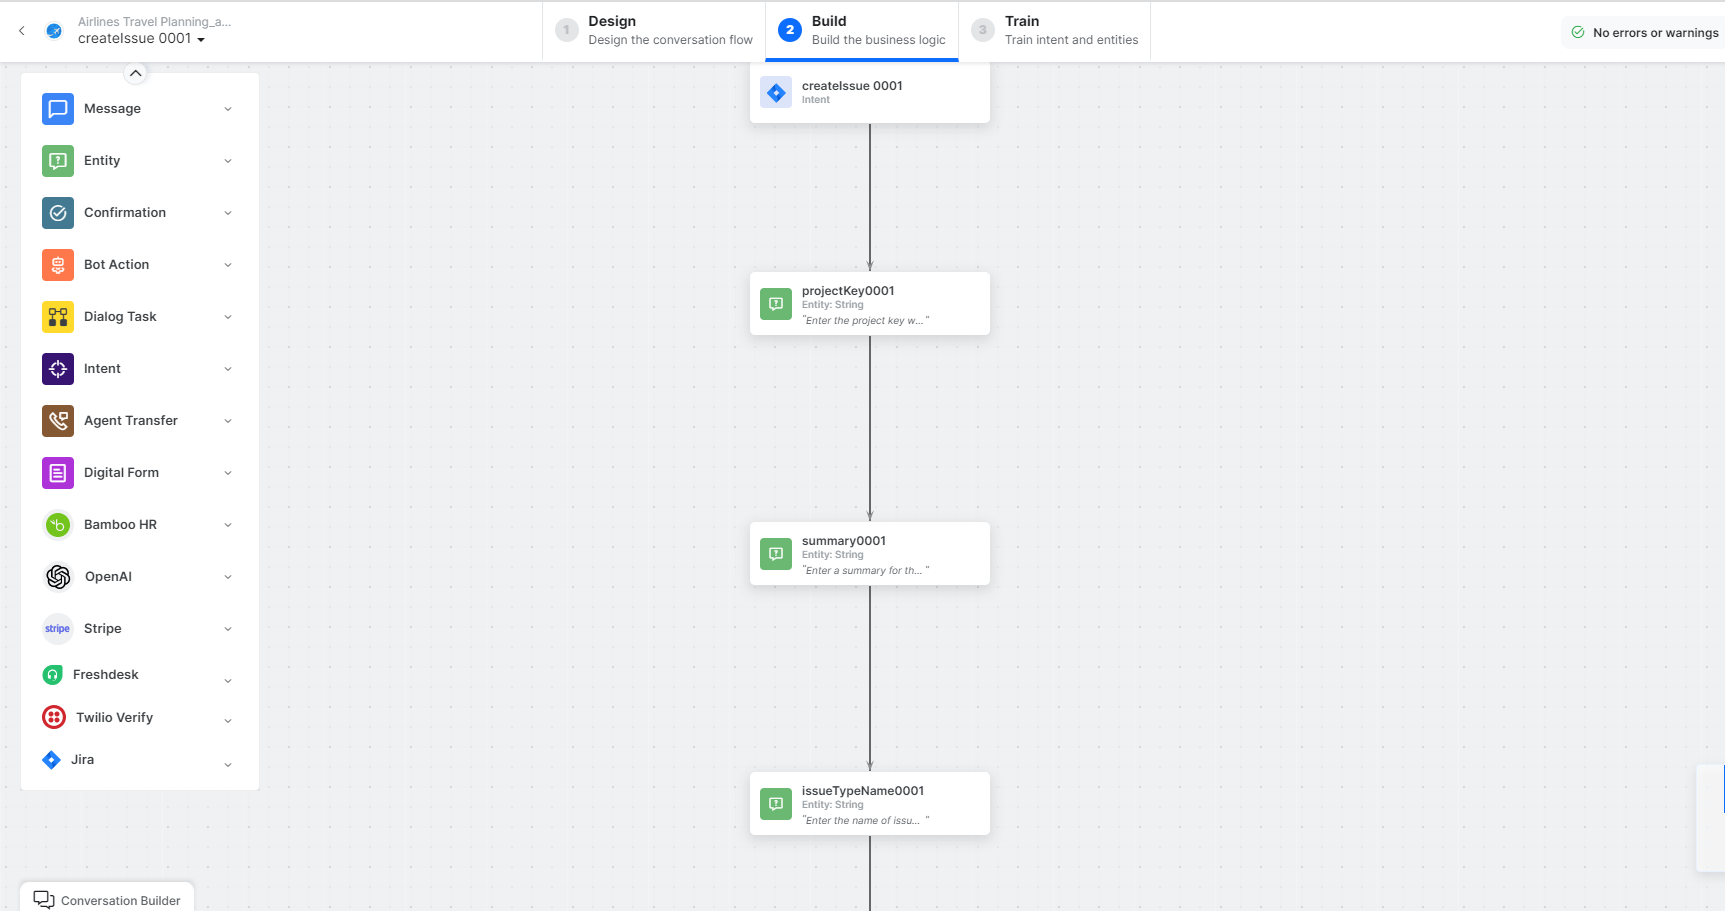 Airlines Travel Planning_a...
createIssue 0001
1
Design
Design the conversation flow
2
Build
Build the business logic
3
Train
Train intent and entities
No errors or warnings
Message
Entity
Confirmation
Bot Action
Dialog Task
Intent
Agent Transfer
Digital Form
Bamboo HR
OpenAI
stripe
Stripe
Freshdesk
Twilio Verify
Jira
Conversation Builder
createIssue 0001
Intent
projectKey0001
Entity: String
"Enter the project key w..."
summary0001
Entity: String
"Enter a summary for th... "
issueTypeName0001
Entity: String
"Enter the name of issu... "